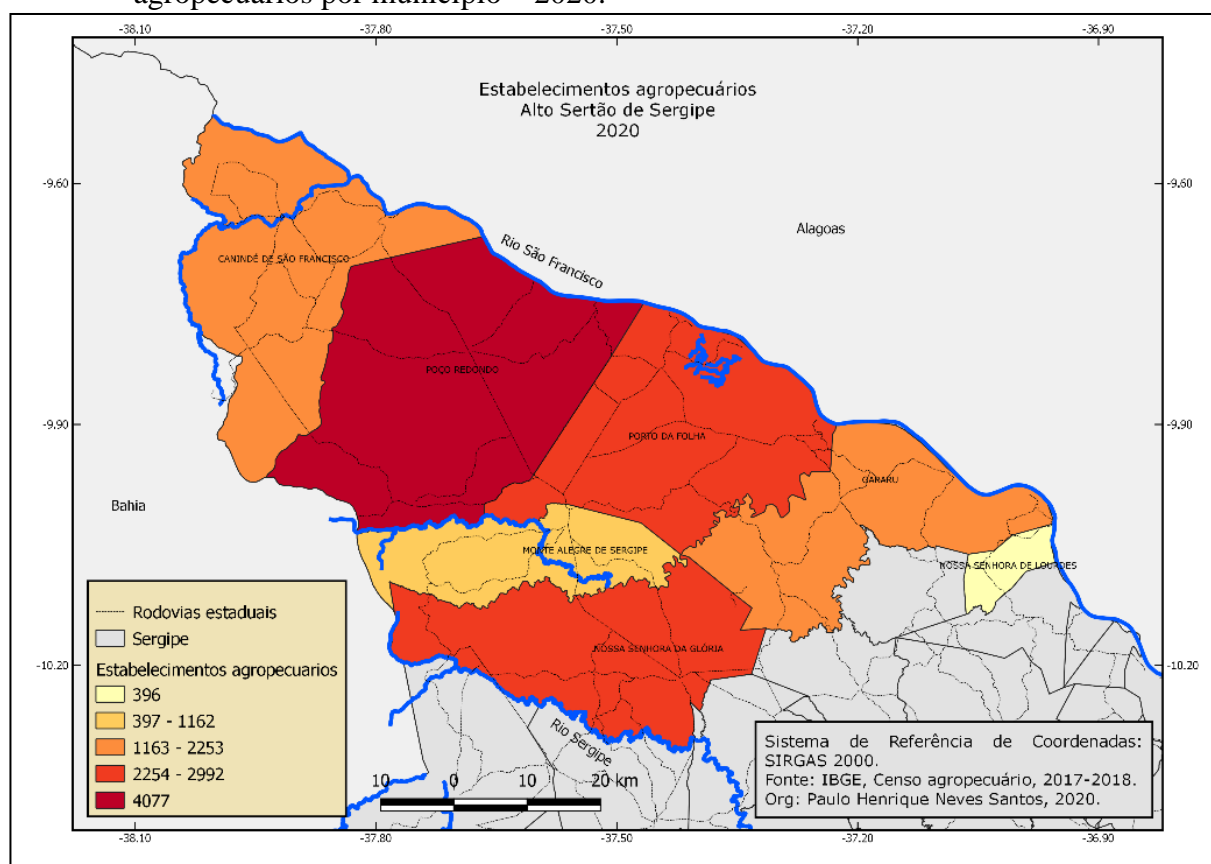 agropecuários por município – 2020.
-38.10 -37.80 -37.50 -37.20 -36.90
Estabelecimentos agropecuários
Alto Sertão de Sergipe
2020
-9.60 -9.60
Alagoas
Rio São Francisco
CANINDÉ DE SÃO FRANCISCO
POÇO REDONDO
-9.90 -9.90
PORTO DA FOLHA
GARARU
Bahia
MONTE ALEGRE DE SERGIPE
NOSSA SENHORA DE LOURDES
NOSSA SENHORA DA GLÓRIA
-10.20 -10.20
Rio Sergipe
Rodovias estaduais
Sergipe
Estabelecimentos agropecuarios
396
397 - 1162
1163 - 2253
2254 - 2992
4077
10 0 10 20 km
Sistema de Referência de Coordenadas:
SIRGAS 2000.
Fonte: IBGE, Censo agropecuário, 2017-2018.
Org: Paulo Henrique Neves Santos, 2020.
-38.10 -37.80 -37.50 -37.20 -36.90